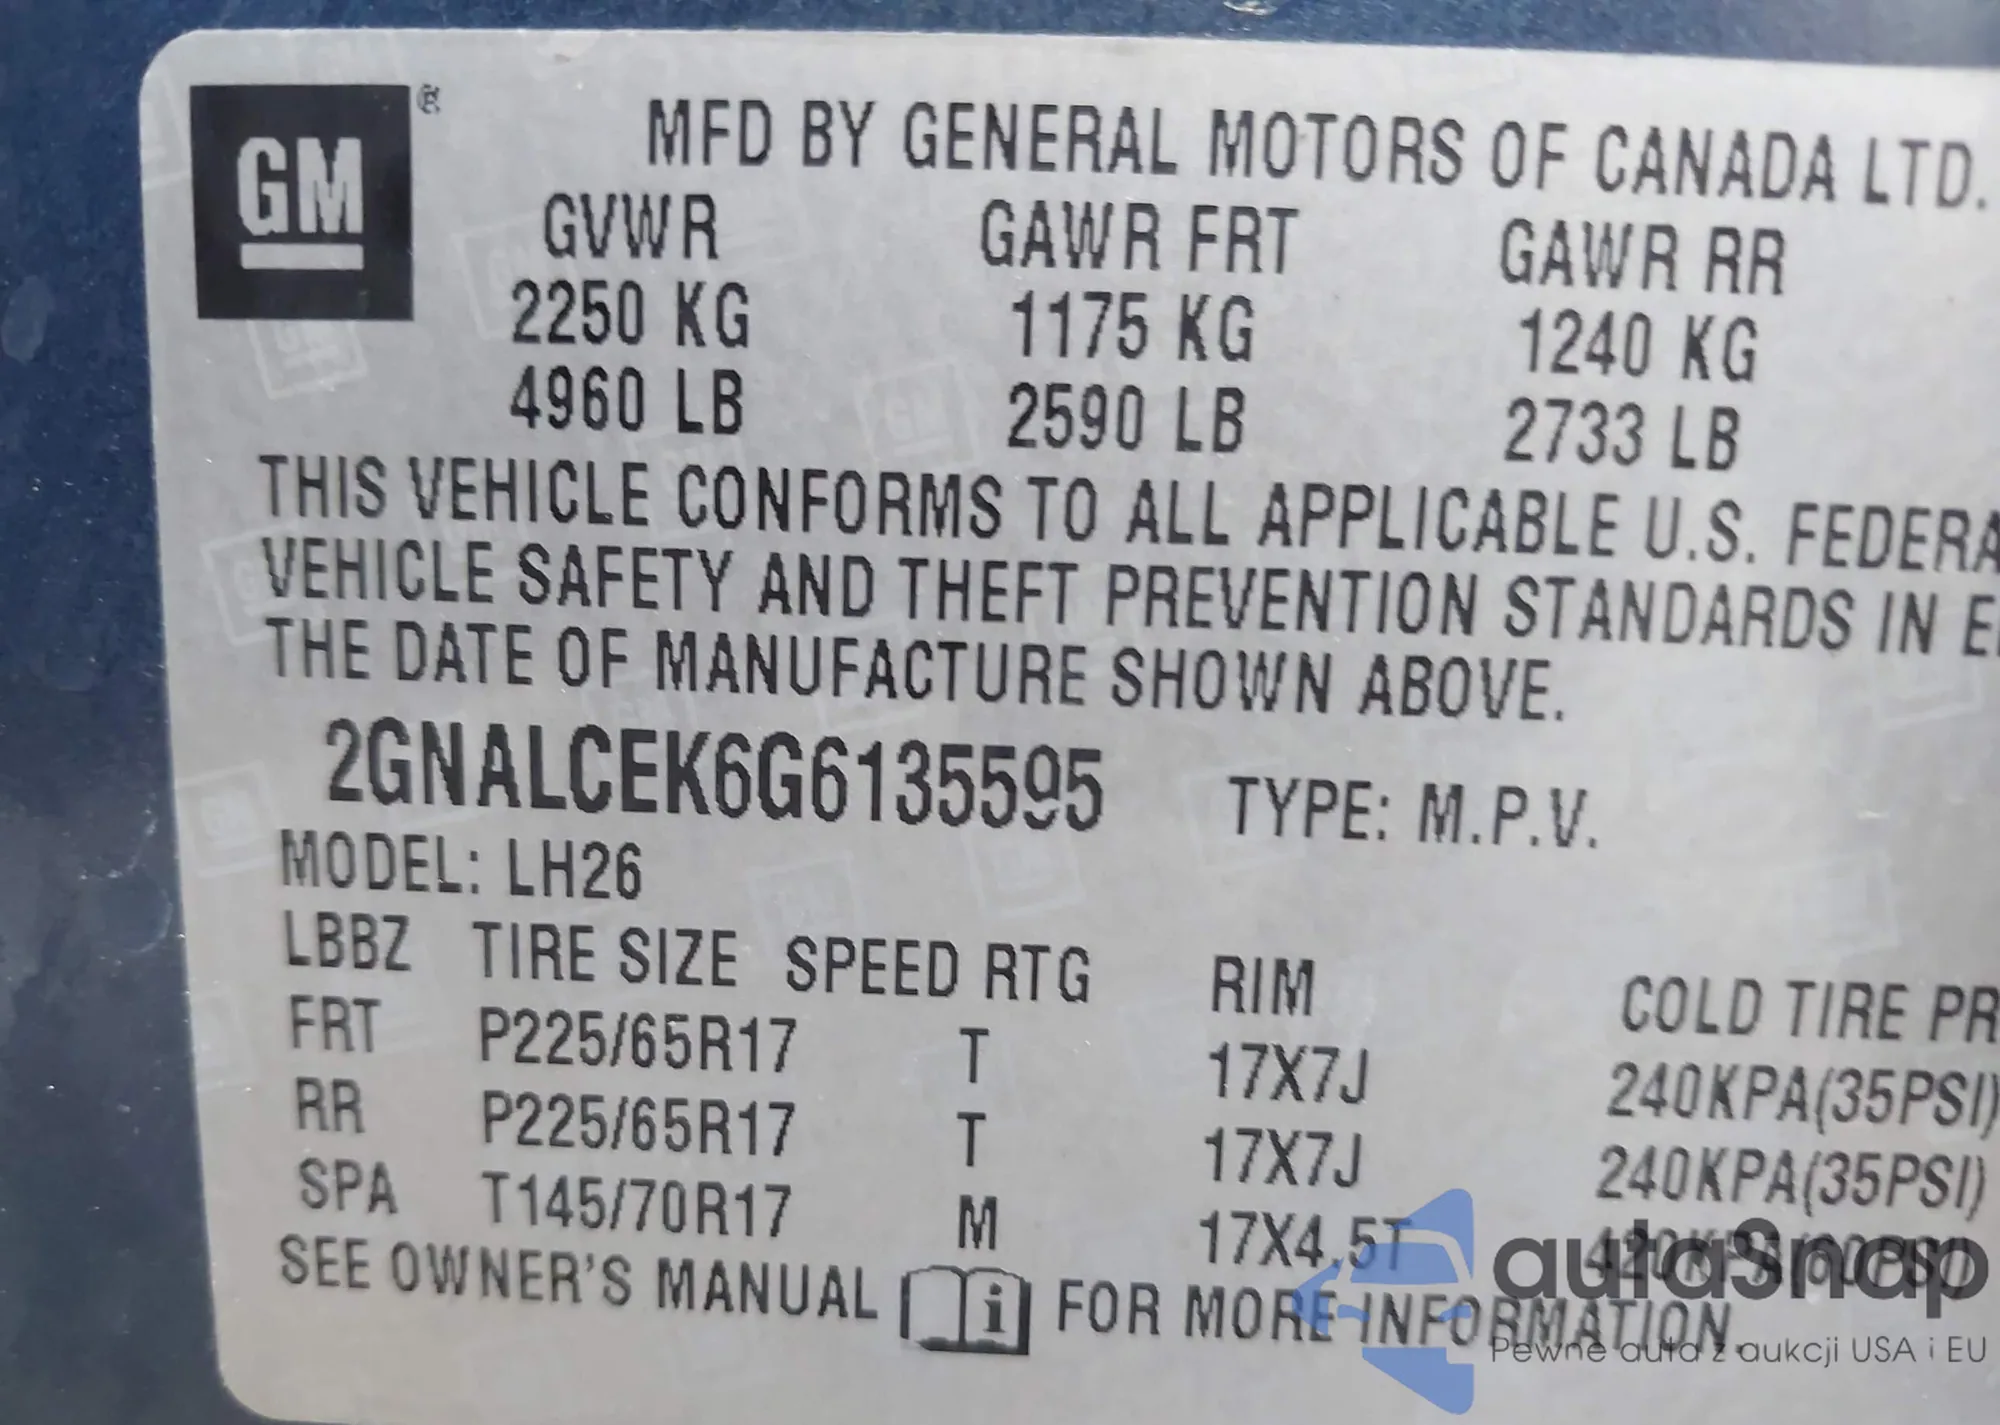 GM ®
MFD BY GENERAL MOTORS OF CANADA LTD.
GVWR GAWR FRT GAWR RR
2250 KG 1175 KG 1240 KG
4960 LB 2590 LB 2733 LB
THIS VEHICLE CONFORMS TO ALL APPLICABLE U.S. FEDERA
VEHICLE SAFETY AND THEFT PREVENTION STANDARDS IN E
THE DATE OF MANUFACTURE SHOWN ABOVE.
2GNALCEK6G6135595 TYPE: M.P.V.
MODEL: LH26
LBBZ TIRE SIZE SPEED RTG RIM COLD TIRE PR
FRT P225/65R17 T 17X7J 240KPA(35PSI)
RR P225/65R17 T 17X7J 240KPA(35PSI)
SPA T145/70R17 M 17X4.5T 420KPA(60PSI)
SEE OWNER'S MANUAL i FOR MORE INFORMATION.
autasnap
Pewne auta z aukcji USA i EU